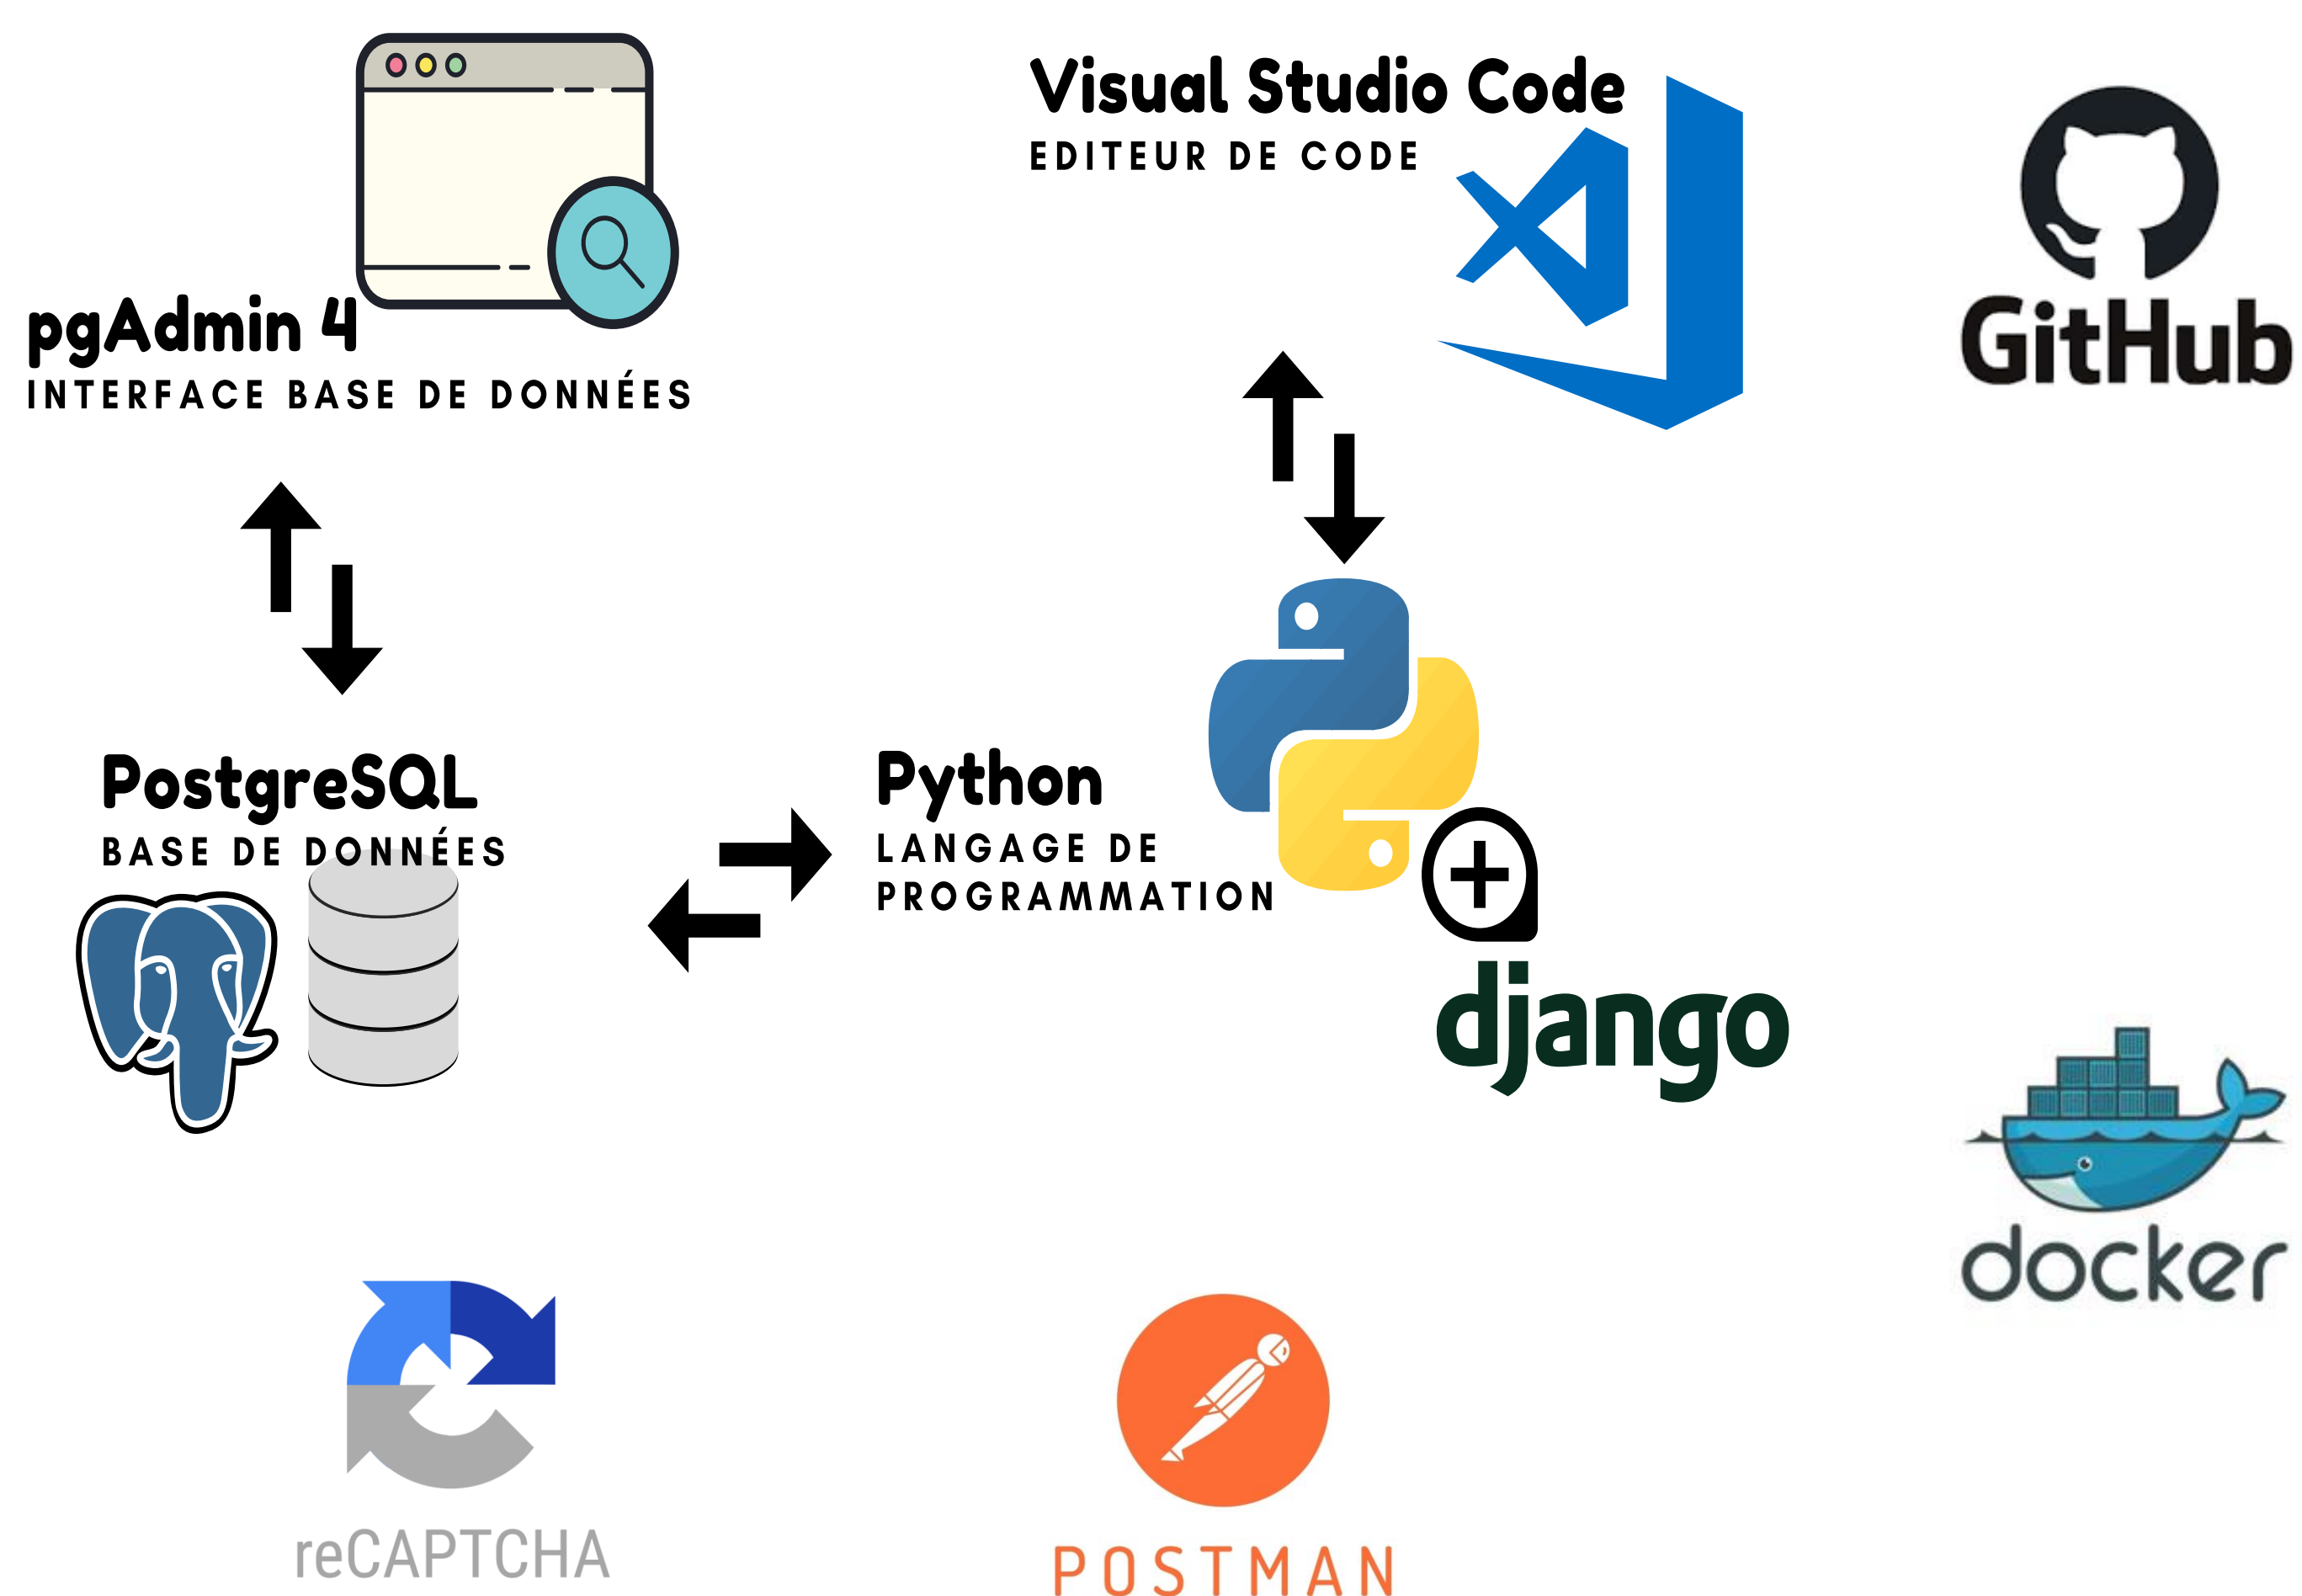 Visual Studio Code
EDITEUR DE CODE
GitHub
pgAdmin 4
INTERFACE BASE DE DONNÉES
PostgreSQL
BASE DE DONNÉES
Python
LANGAGE DE
PROGRAMMATION
django
docker
reCAPTCHA
POSTMAN